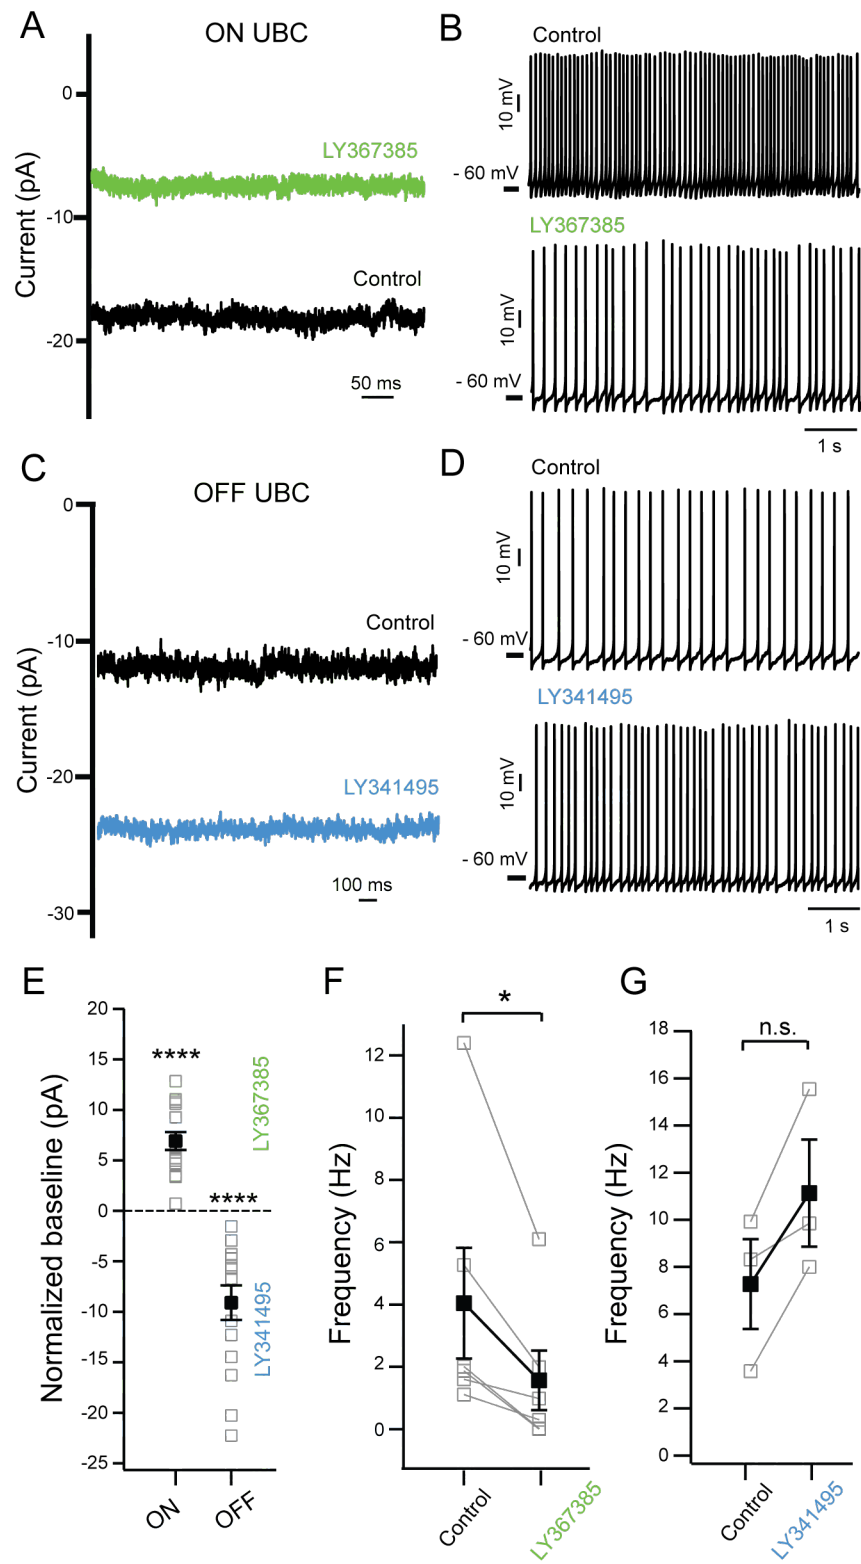 A
ON UBC
0
-10
-20
Current (pA)
LY367385
Control
50 ms
B
Control
10 mV
- 60 mV
LY367385
10 mV
- 60 mV
1 s
C
OFF UBC
0
-10
-20
-30
Current (pA)
Control
LY341495
100 ms
D
Control
10 mV
- 60 mV
LY341495
10 mV
- 60 mV
1 s
E
20
15
10
5
0
-5
-10
-15
-20
-25
Normalized baseline (pA)
****
****
LY367385
LY341495
ON
OFF
F
*
12
10
8
6
4
2
0
Frequency (Hz)
Control
LY367385
G
n.s.
18
16
14
12
10
8
6
4
2
0
Frequency (Hz)
Control
LY341495